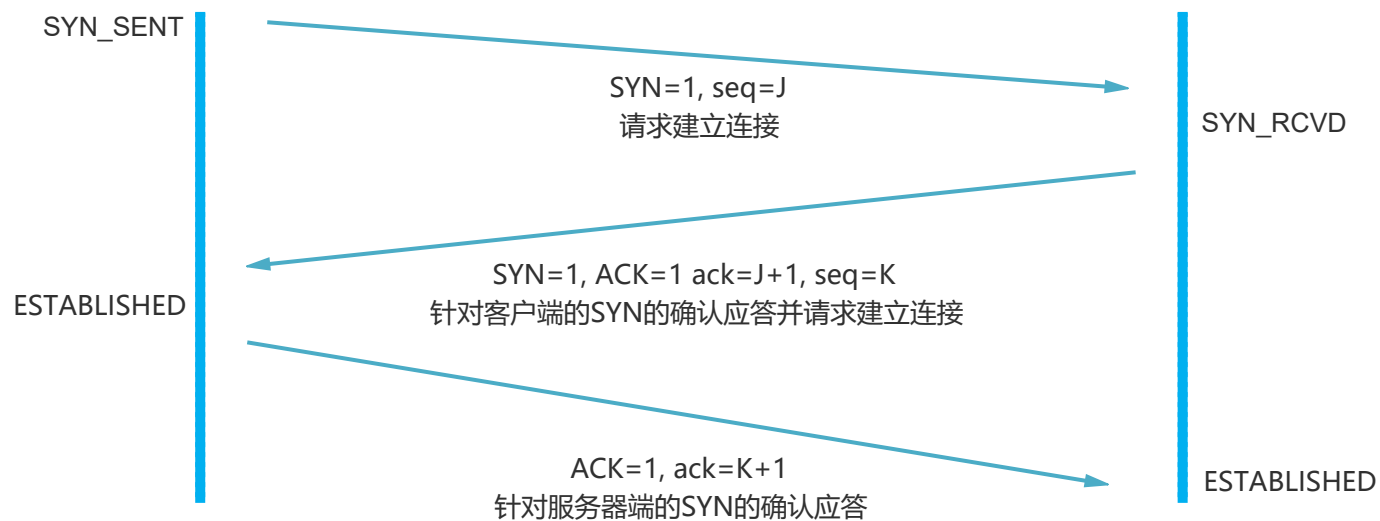 SYN_SENT
SYN=1, seq=J
请求建立连接
SYN_RCVD
SYN=1, ACK=1 ack=J+1, seq=K
ESTABLISHED
针对客户端的SYN的确认应答并请求建立连接
ACK=1, ack=K+1
ESTABLISHED
针对服务器端的SYN的确认应答